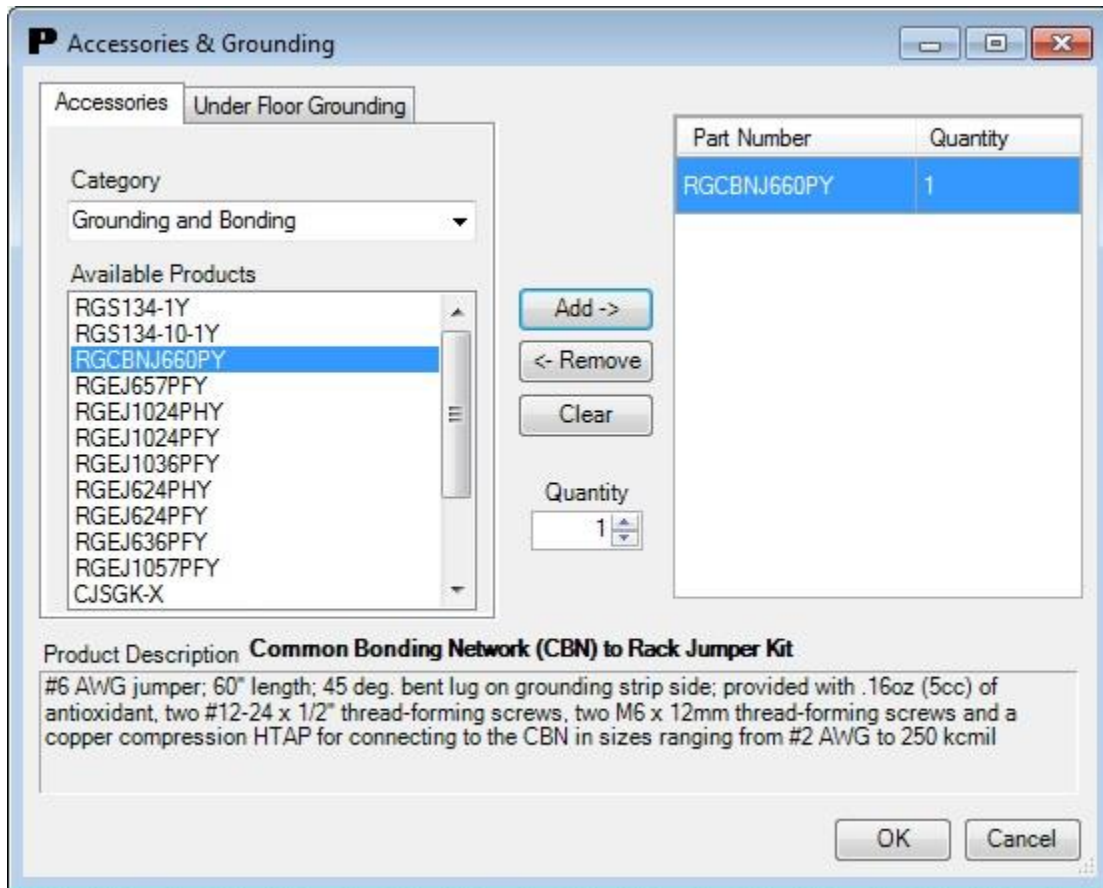 P Accessories & Grounding
Accessories
Under Floor Grounding
Category
Grounding and Bonding
Available Products
RGS134-1Y
RGS134-10-1Y
RGCBNJ660PY
RGEJ657PFY
RGEJ1024PHY
RGEJ1024PFY
RGEJ1036PFY
RGEJ624PHY
RGEJ624PFY
RGEJ636PFY
RGEJ1057PFY
CJSGK-X
Add ->
<- Remove
Clear
Quantity
1
Part Number Quantity
RGCBNJ660PY 1
Product Description Common Bonding Network (CBN) to Rack Jumper Kit
#6 AWG jumper; 60" length; 45 deg. bent lug on grounding strip side; provided with .16oz (5cc) of
antioxidant, two #12-24 x 1/2" thread-forming screws, two M6 x 12mm thread-forming screws and a
copper compression HTAP for connecting to the CBN in sizes ranging from #2 AWG to 250 kcmil
OK Cancel